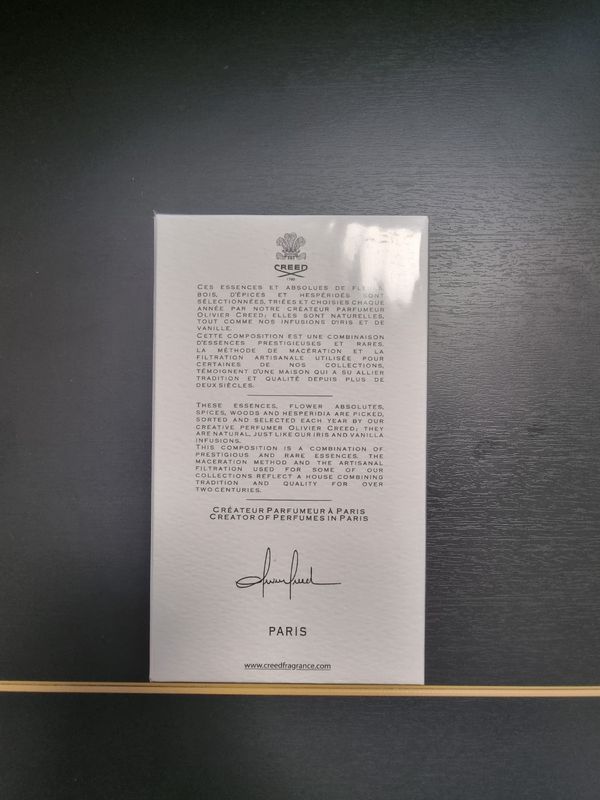 CREED
1760
CES ESSENCES ET ABSOLUES DE FLEURS,
BOIS, D'ÉPICES ET HESPÉRIDÉS SONT
SÉLECTIONNÉES, TRIÉES ET CHOISIES CHAQUE
ANNÉE PAR NOTRE CRÉATEUR PARFUMEUR
OLIVIER CREED; ELLES SONT NATURELLES,
TOUT COMME NOS INFUSIONS D'IRIS ET DE
VANILLE.
CETTE COMPOSITION EST UNE COMBINAISON
D'ESSENCES PRESTIGIEUSES ET RARES.
LA MÉTHODE DE MACÉRATION ET LA
FILTRATION ARTISANALE UTILISÉE POUR
CERTAINES DE NOS COLLECTIONS,
TÉMOIGNENT D'UNE MAISON QUI A SU ALLIER
TRADITION ET QUALITÉ DEPUIS PLUS DE
DEUX SIÈCLES.
THESE ESSENCES, FLOWER ABSOLUTES,
SPICES, WOODS AND HESPERIDIA ARE PICKED,
SORTED AND SELECTED EACH YEAR BY OUR
CREATIVE PERFUMER OLIVIER CREED; THEY
ARE NATURAL, JUST LIKE OUR IRIS AND VANILLA
INFUSIONS.
THIS COMPOSITION IS A COMBINATION OF
PRESTIGIOUS AND RARE ESSENCES. THE
MACERATION METHOD AND THE ARTISANAL
FILTRATION USED FOR SOME OF OUR
COLLECTIONS REFLECT A HOUSE COMBINING
TRADITION AND QUALITY FOR OVER
TWO CENTURIES.
CRÉATEUR PARFUMEUR À PARIS
CREATOR OF PERFUMES IN PARIS
PARIS
www.creedfragrance.com